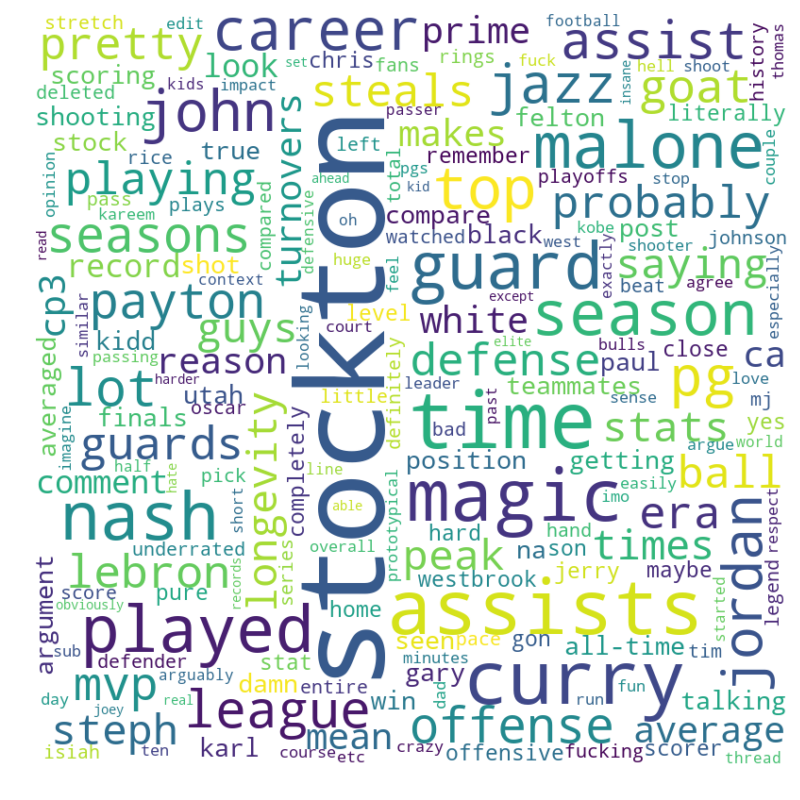 stretch
edit
career
prime
football
assist
thomas
history
pretty
scoring
look
set
chris
fans
rings
fuck
hell
shoot
insane
deleted
kids
impact
passer
jazz
goat
shooting
john
steals
felton
literally
couple
stock
rice
true
turnovers
left
total
pgs
makes
remember
malone
opinion
pass
plays
playing
ahead
kid
top
playoffs
stop
kareem
compared
defensive
oh
compare
probably
seasons
watched
black
west
kobe
post
johnson
read
record
shot
huge
feel
guard
shooter
exactly
saying
especially
context
level
except
season
beat
agree
cp3
payton
guys
looking
court
white
bulls
similar
kidd
stockton
elite
defense
paul
close
ca
averaged
passing
reason
harder
little
definitely
leader
past
teammates
sense
love
mj
lot
utah
oscar
time
pg
imagine
finals
longevity
completely
line
bad
stats
argue
yes
world
guards
half
hate
pick
position
getting
ball
comment
short
able
prototypical
magic
imo
easily
nash
series
overall
hard
hand
era
jordan
respect
legend
underrated
peak
na
son
times
argument
lebron
records
westbrook
jerry
maybe
score
pure
home
assists
started
obviously
played
seen
pace
gon
all-time
tim
sub
defender
stat
minutes
gary
arguably
mvp
damn
entire
win
dad
curry
fun
talking
day
real
league
run
joey
steph
mean
offense
average
isiah
ten
karl
course
etc
crazy
offensive
fucking
scorer
thread